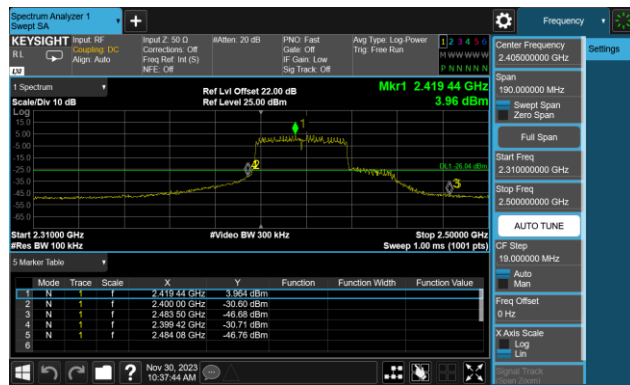 Spectrum Analyzer 1
Swept SA
Frequency
KEYSIGHT
RL
Input: RF
Coupling: DC
Align: Auto
Input Z: 50 Ω
Corrections: Off
Freq Ref: Int (S)
NFE: Off
#Atten: 20 dB
PNO: Fast
Gate: Off
IF Gain: Low
Sig Track: Off
Avg Type: Log-Power
Trig: Free Run
1 2 3 4 5 6
M W W W W W
P N N N N N
LM
1 Spectrum
Scale/Div 10 dB
Ref Lvl Offset 22.00 dB
Ref Level 25.00 dBm
Mkr1 2.419 44 GHz
3.96 dBm
Log
15.0
5.00
-5.00
-15.0
-25.0
-35.0
-45.0
-55.0
-65.0
1
2
3
DL1 -26.04 dBm
Start 2.31000 GHz
#Res BW 100 kHz
#Video BW 300 kHz
Stop 2.50000 GHz
Sweep 1.00 ms (1001 pts)
5 Marker Table
Mode Trace Scale X Y Function Function Width Function Value
1 N 1 f 2.419 44 GHz 3.964 dBm
2 N 1 f 2.400 00 GHz -30.60 dBm
3 N 1 f 2.483 50 GHz -46.68 dBm
4 N 1 f 2.399 42 GHz -30.71 dBm
5 N 1 f 2.484 08 GHz -46.76 dBm
6
Nov 30, 2023
10:37:44 AM
Center Frequency
2.405000000 GHz
Settings
Span
190.000000 MHz
Swept Span
Zero Span
Full Span
Start Freq
2.310000000 GHz
Stop Freq
2.500000000 GHz
AUTO TUNE
CF Step
19.000000 MHz
Auto
Man
Freq Offset
0 Hz
X Axis Scale
Log
Lin
Signal Track
(Span Zoom)